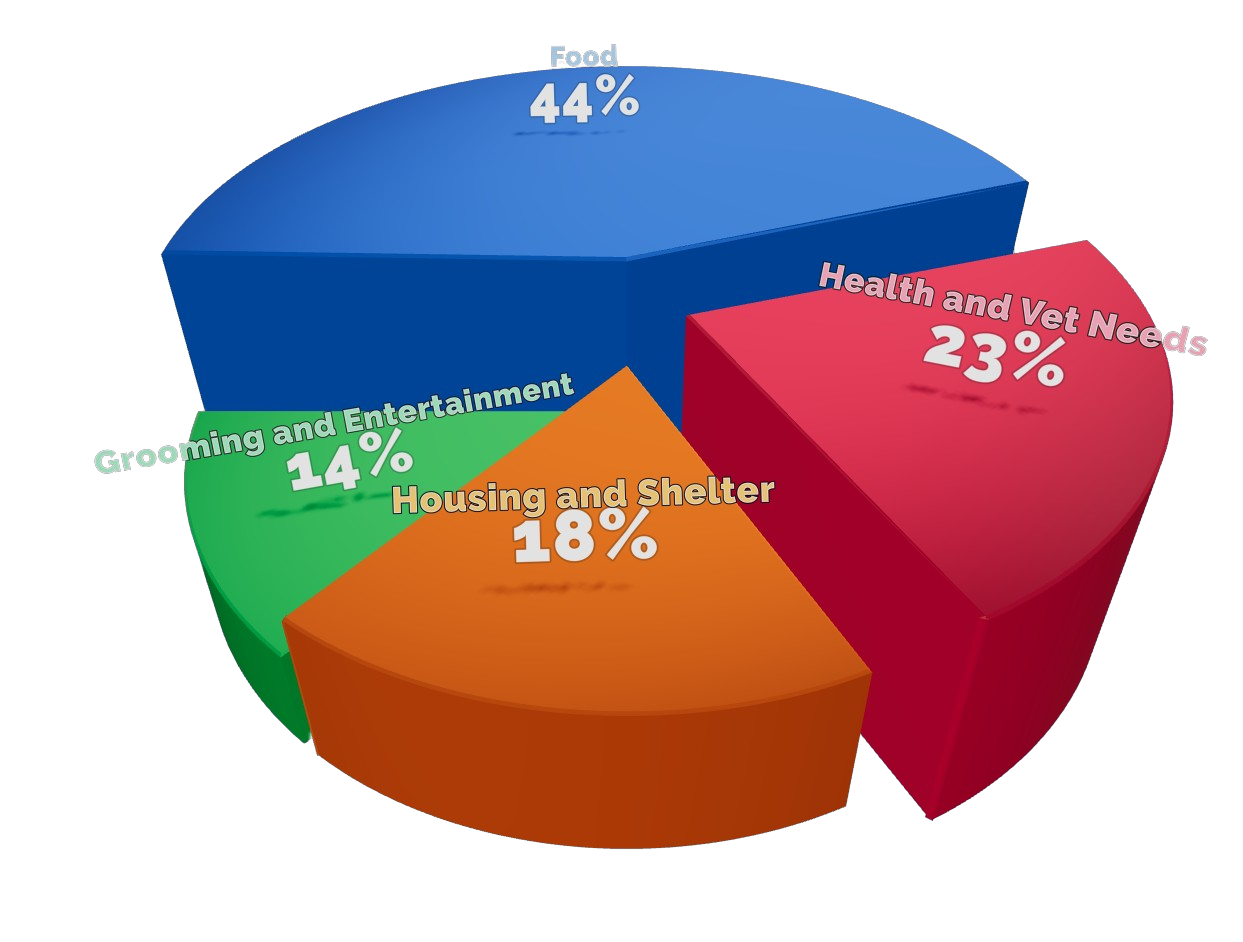 Food
44%
Health and Vet Needs
23%
Grooming and Entertainment
14%
Housing and Shelter
18%